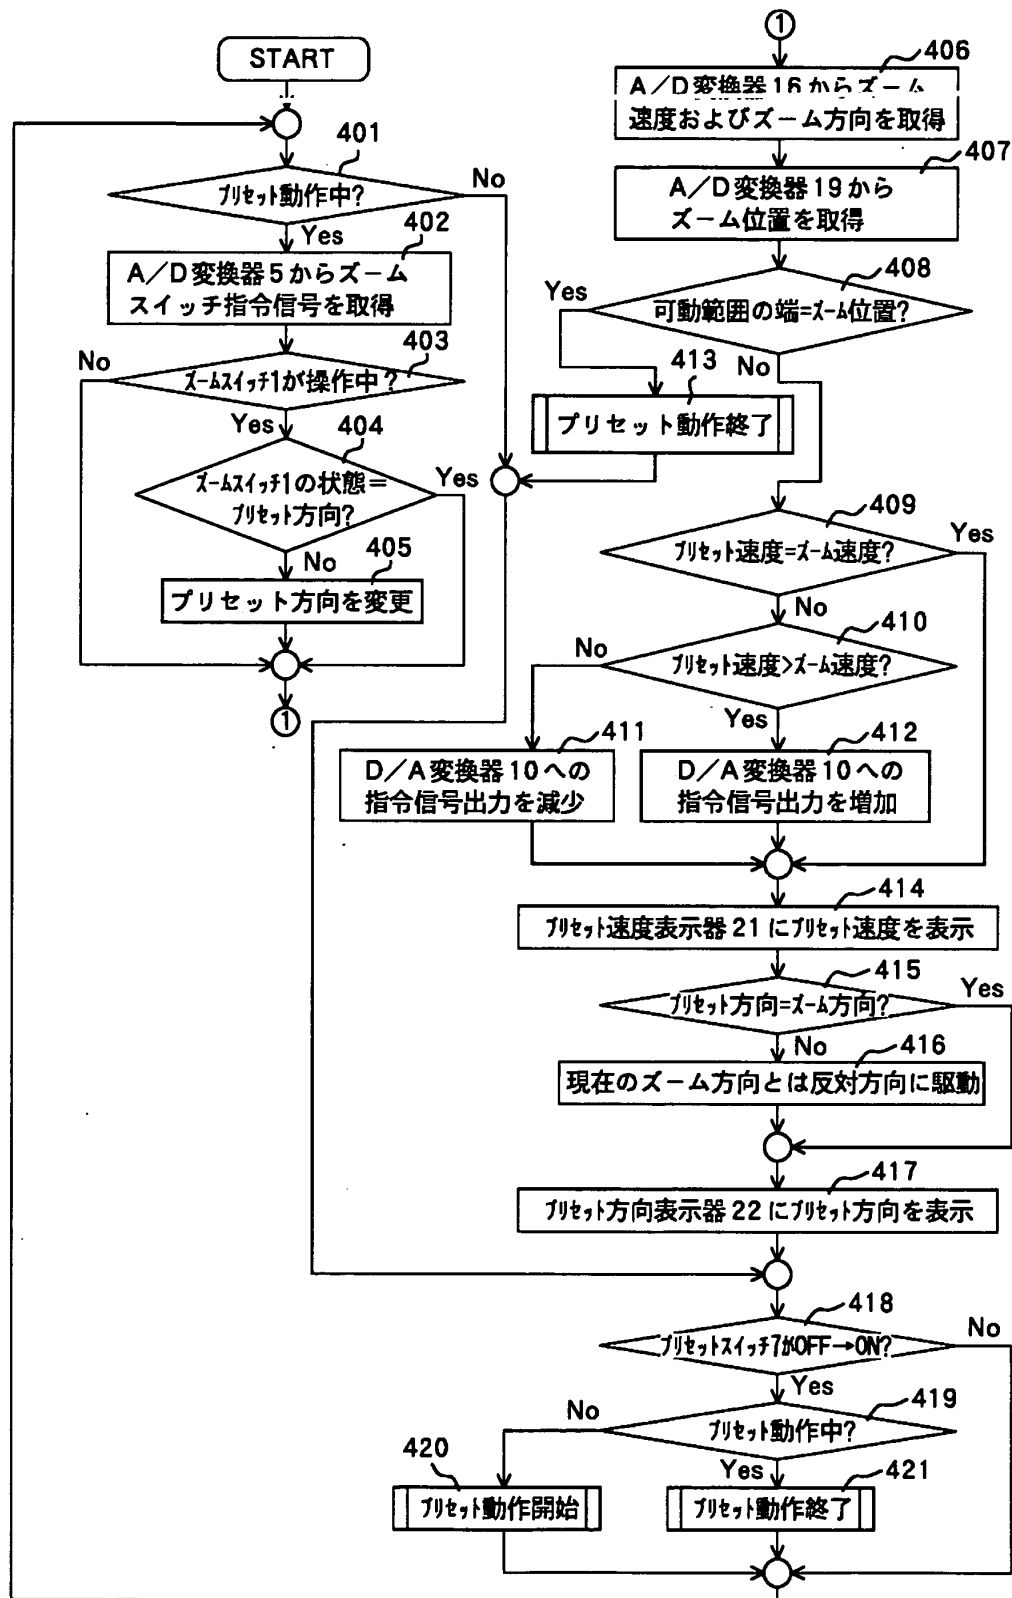 START
401
プリセット動作中?
No
Yes
402
A/D変換器5からズーム
スイッチ指令信号を取得
403
No
ズームスイッチ1が操作中?
Yes
404
ズームスイッチ1の状態=
プリセット方向?
Yes
No
405
プリセット方向を変更
1
1
406
A/D変換器16からズーム
速度およびズーム方向を取得
407
A/D変換器19から
ズーム位置を取得
408
Yes
可動範囲の端=ズーム位置?
No
413
プリセット動作終了
409
プリセット速度=ズーム速度?
Yes
No
410
No
プリセット速度>ズーム速度?
Yes
411
D/A変換器10への
指令信号出力を減少
412
D/A変換器10への
指令信号出力を増加
414
プリセット速度表示器21にプリセット速度を表示
415
プリセット方向=ズーム方向?
Yes
No
416
現在のズーム方向とは反対方向に駆動
417
プリセット方向表示器22にプリセット方向を表示
418
プリセットスイッチ7がOFF→ON?
No
Yes
419
No
プリセット動作中?
Yes
420
プリセット動作開始
421
プリセット動作終了